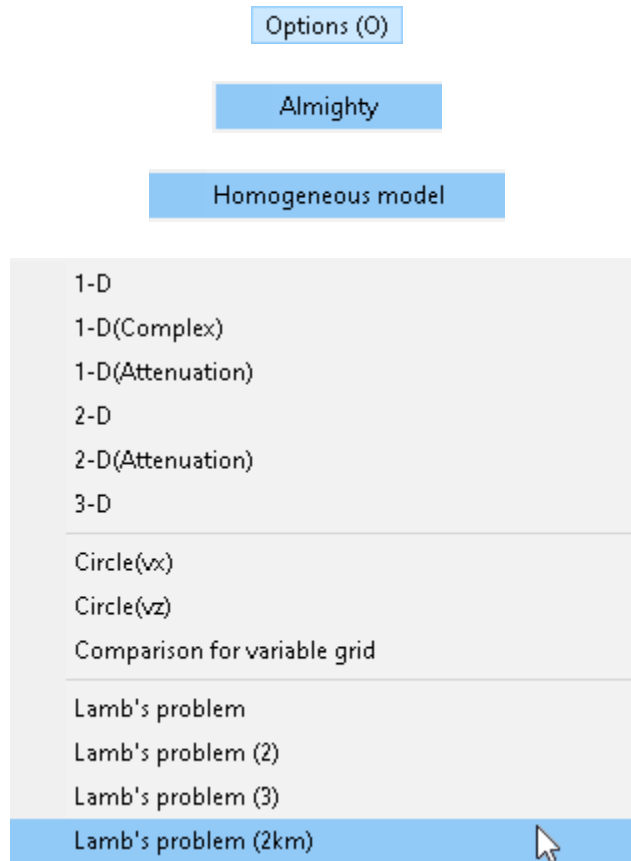 Options (O)
Almighty
Homogeneous model
1-D
1-D(Complex)
1-D(Attenuation)
2-D
2-D(Attenuation)
3-D
Circle(vx)
Circle(vz)
Comparison for variable grid
Lamb's problem
Lamb's problem (2)
Lamb's problem (3)
Lamb's problem (2km)